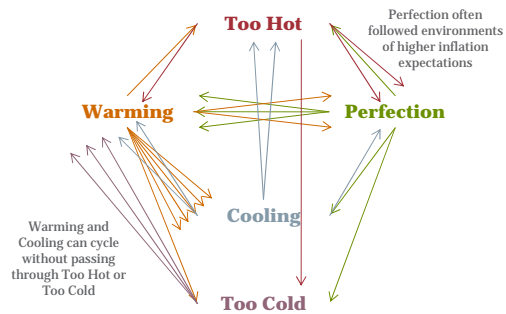 Too Hot
Perfection often
followed environments
of higher inflation
expectations
Warming
Perfection
Cooling
Warming and
Cooling can cycle
without passing
through Too Hot or
Too Cold
Too Cold